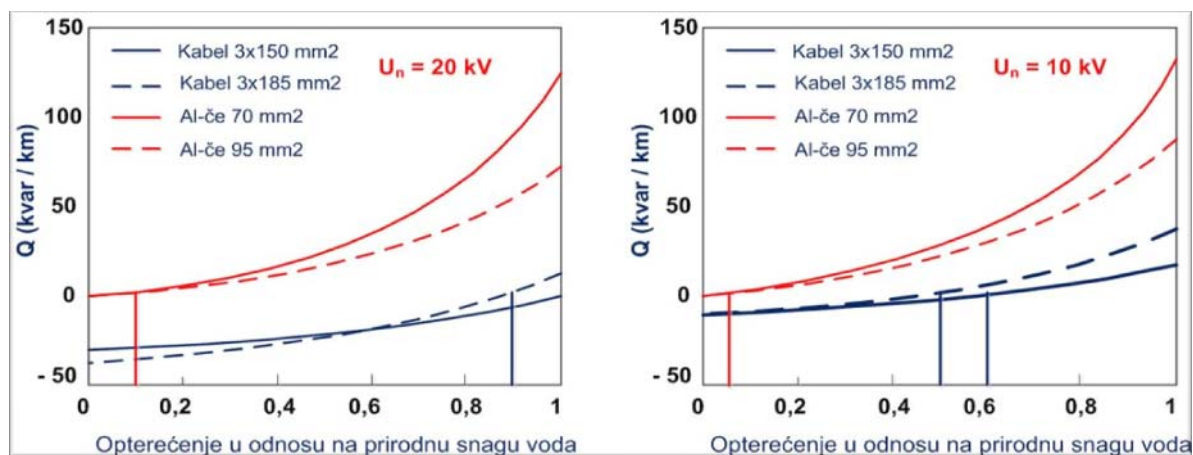 150
100
50
0
- 50
Q (kvar / km)
Kabel 3x150 mm2
Kabel 3x185 mm2
Al-če 70 mm2
Al-če 95 mm2
Un = 20 kV
0
0,2
0,4
0,6
0,8
1
Opterećenje u odnosu na prirodnu snagu voda
150
100
50
0
- 50
Q (kvar / km)
Kabel 3x150 mm2
Kabel 3x185 mm2
Al-če 70 mm2
Al-če 95 mm2
Un = 10 kV
0
0,2
0,4
0,6
0,8
1
Opterećenje u odnosu na prirodnu snagu voda